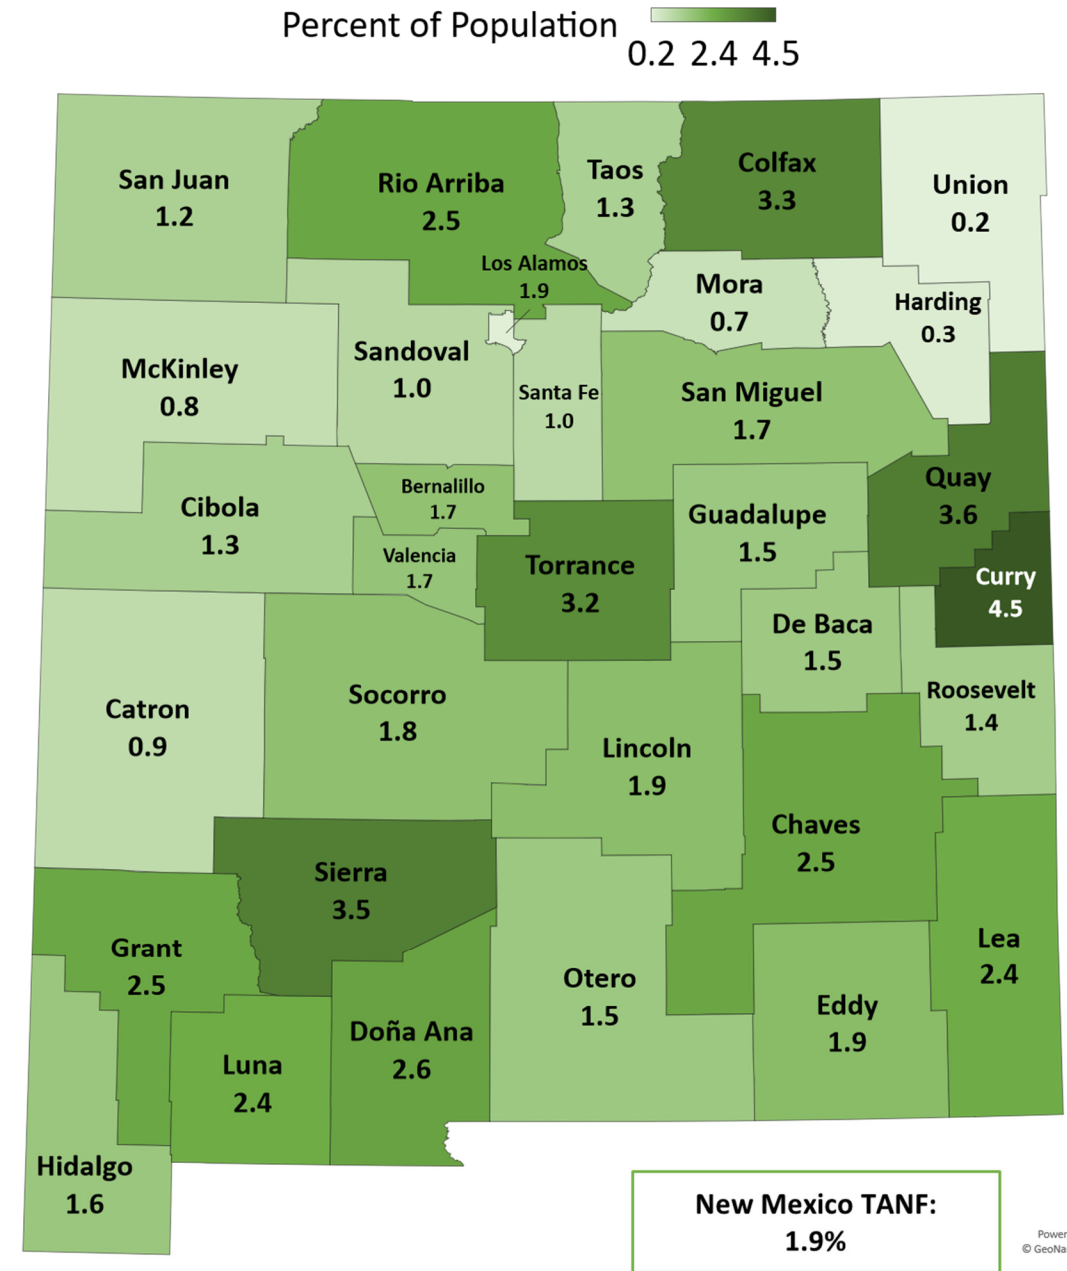 Percent of Population
0.2 2.4 4.5
San Juan
1.2
Rio Arriba
2.5
Taos
1.3
Colfax
3.3
Union
0.2
Los Alamos
1.9
Mora
0.7
Harding
0.3
McKinley
0.8
Sandoval
1.0
Santa Fe
1.0
San Miguel
1.7
Quay
3.6
Cibola
1.3
Bernalillo
1.7
Guadalupe
1.5
Valencia
1.7
Torrance
3.2
Curry
4.5
De Baca
1.5
Catron
0.9
Socorro
1.8
Roosevelt
1.4
Lincoln
1.9
Chaves
2.5
Sierra
3.5
Grant
2.5
Lea
2.4
Otero
1.5
Eddy
1.9
Doña Ana
2.6
Luna
2.4
Hidalgo
1.6
New Mexico TANF:
1.9%
Power
© GeoNa